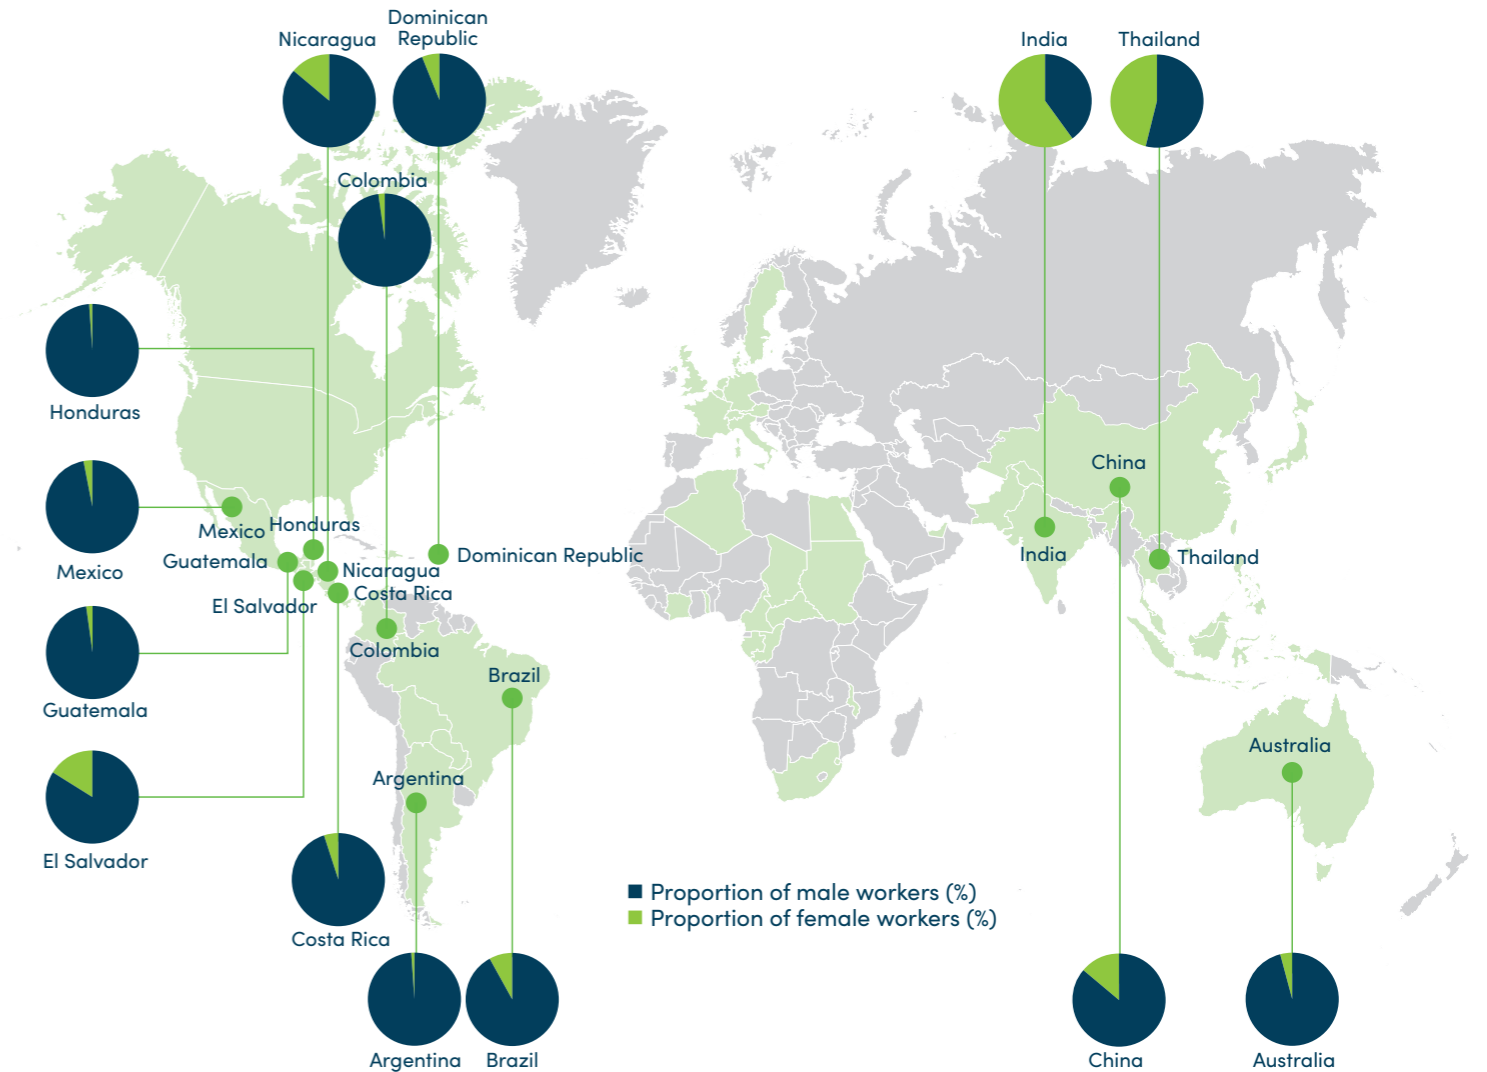 Dominican
Republic
Nicaragua
India
Thailand
Colombia
Honduras
China
Mexico
Honduras
Mexico
Guatemala
Nicaragua
Dominican Republic
India
Thailand
El Salvador
Costa Rica
Colombia
Brazil
Guatemala
Australia
Argentina
El Salvador
Proportion of male workers (%)
Proportion of female workers (%)
Costa Rica
Argentina
Brazil
China
Australia